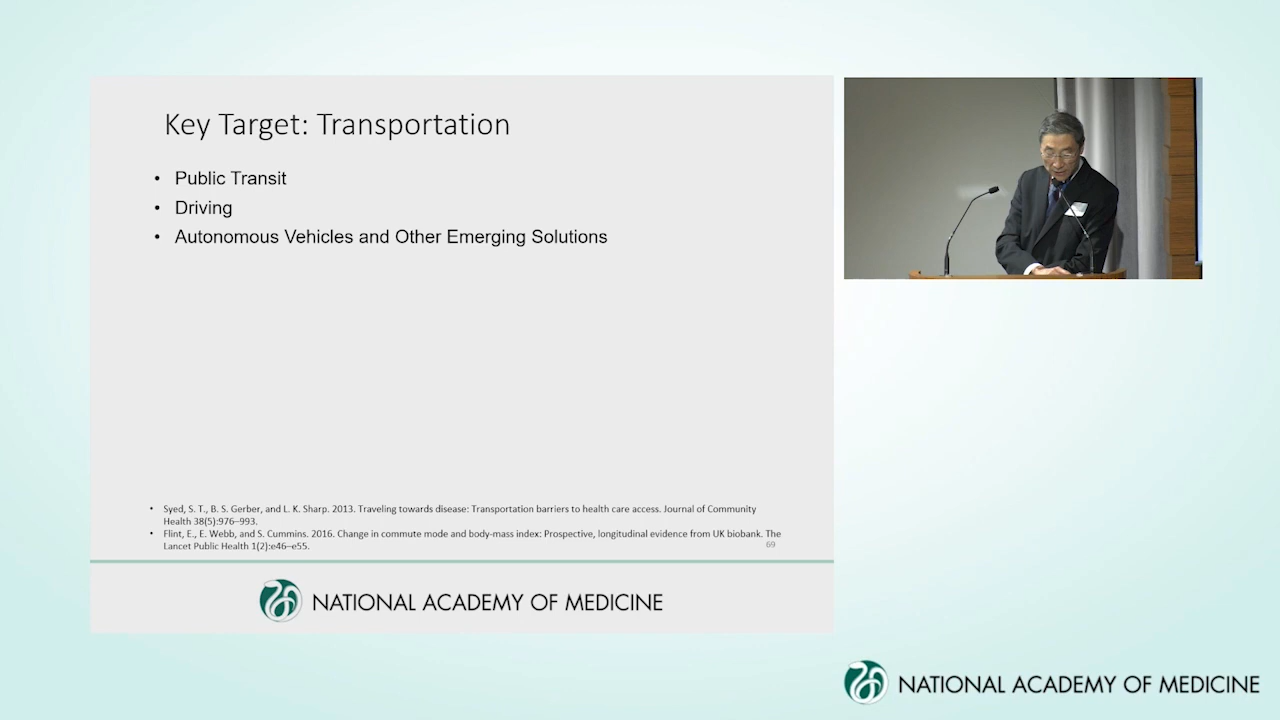 Key Target: Transportation
• Public Transit
• Driving
• Autonomous Vehicles and Other Emerging Solutions
• Syed, S. T., B. S. Gerber, and L. K. Sharp. 2013. Traveling towards disease: Transportation barriers to health care access. Journal of Community
Health 38(5):976–993.
• Flint, E., E. Webb, and S. Cummins. 2016. Change in commute mode and body-mass index: Prospective, longitudinal evidence from UK biobank. The
Lancet Public Health 1(2):e46–e55.
69
NATIONAL ACADEMY OF MEDICINE
NATIONAL ACADEMY OF MEDICINE